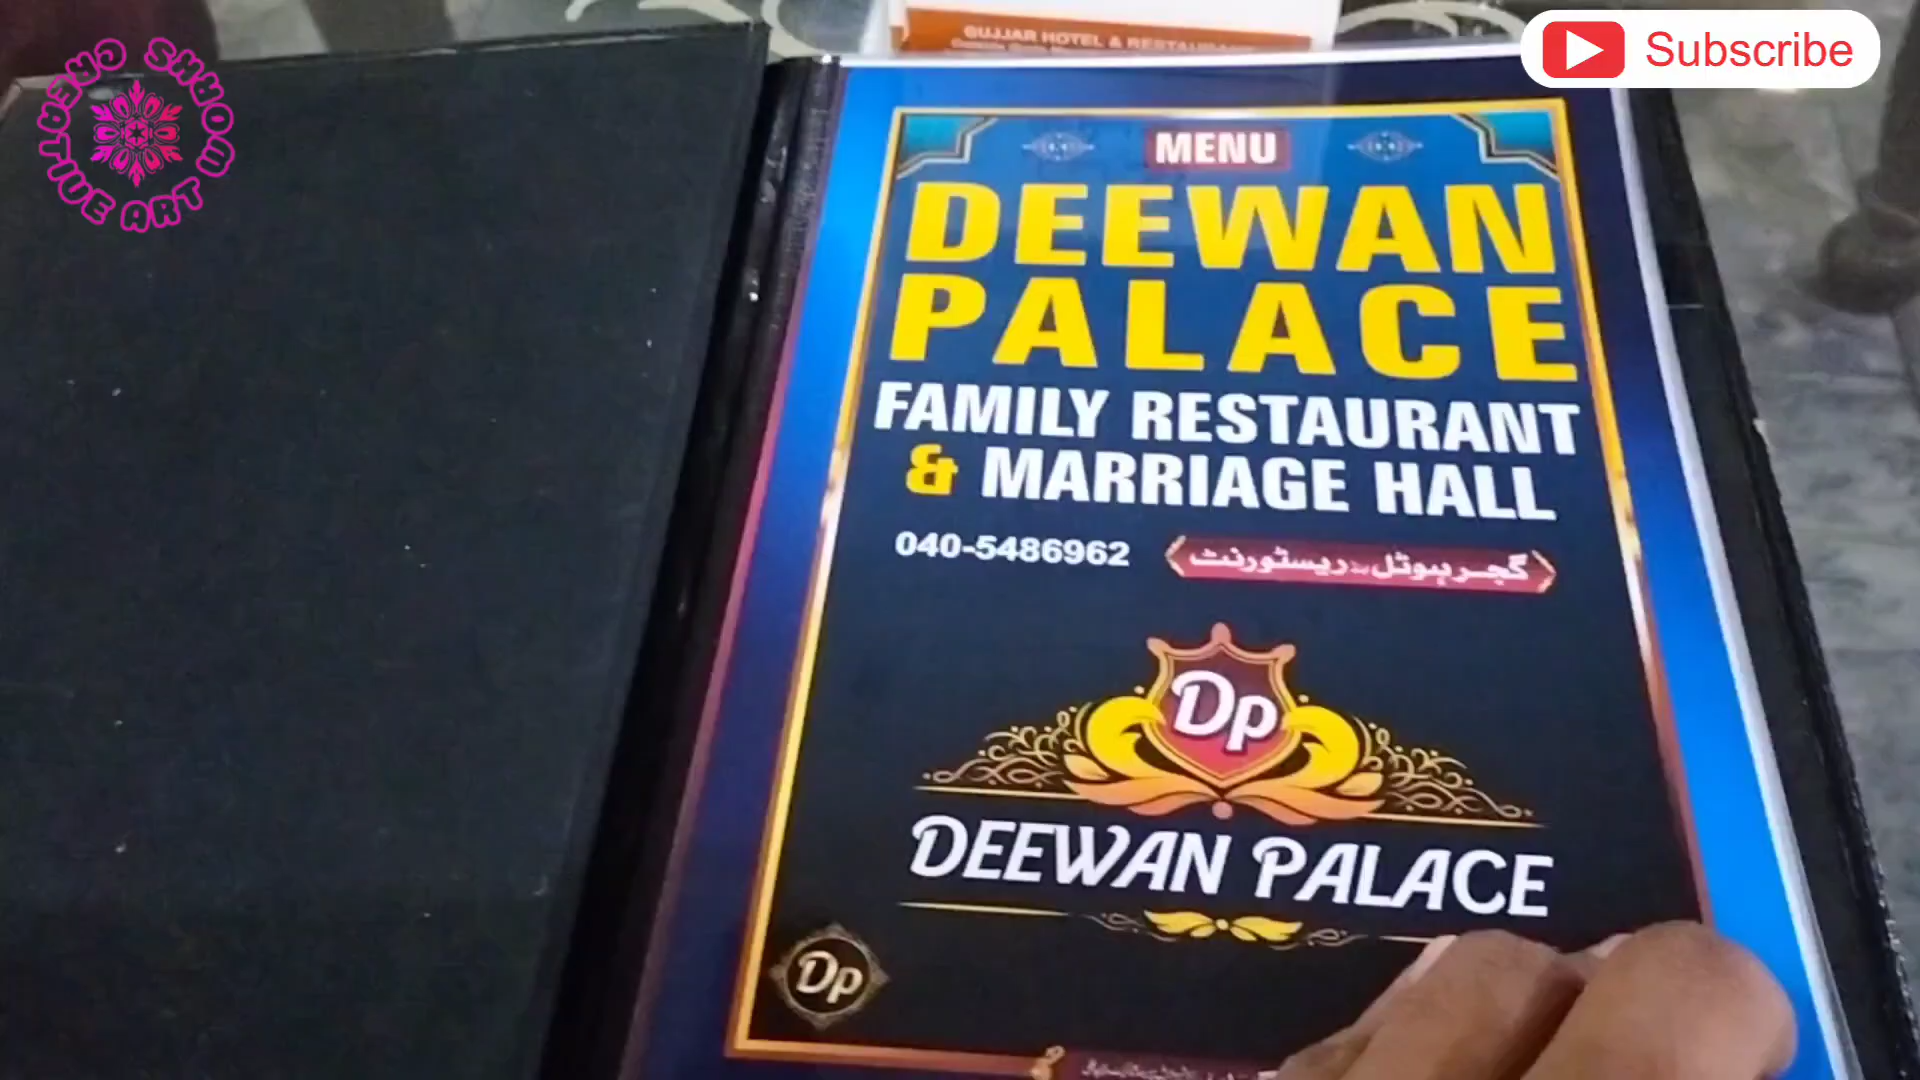 CREATIVE ART WORKS
Subscribe
GUJJAR HOTEL & RESTAURANT
MENU
DEEWAN
PALACE
FAMILY RESTAURANT
& MARRIAGE HALL
040-5486962
گجر ہوٹل ریسٹورنٹ
Dp
DEEWAN PALACE
Dp